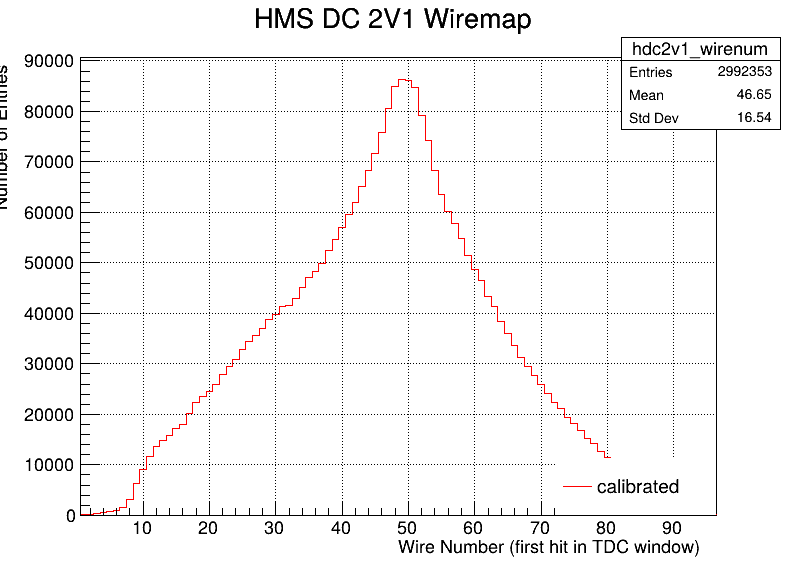 HMS DC 2V1 Wiremap
hdc2v1_wirenum
Entries 2992353
Mean 46.65
Std Dev 16.54
Number of Entries
90000
80000
70000
60000
50000
40000
30000
20000
10000
0
calibrated
10 20 30 40 50 60 70 80 90
Wire Number (first hit in TDC window)